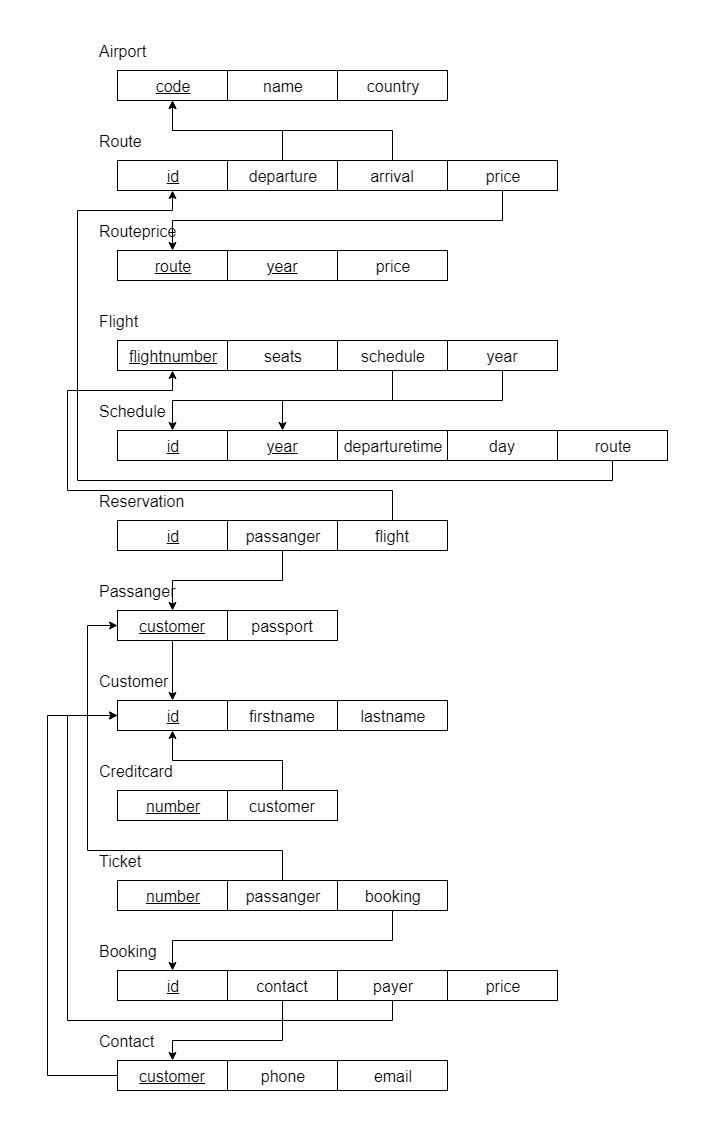 Airport
code name country
Route
id departure arrival price
Routeprice
route year price
Flight
flightnumber seats schedule year
Schedule
id year departuretime day route
Reservation
id passanger flight
Passanger
customer passport
Customer
id firstname lastname
Creditcard
number customer
Ticket
number passanger booking
Booking
id contact payer price
Contact
customer phone email